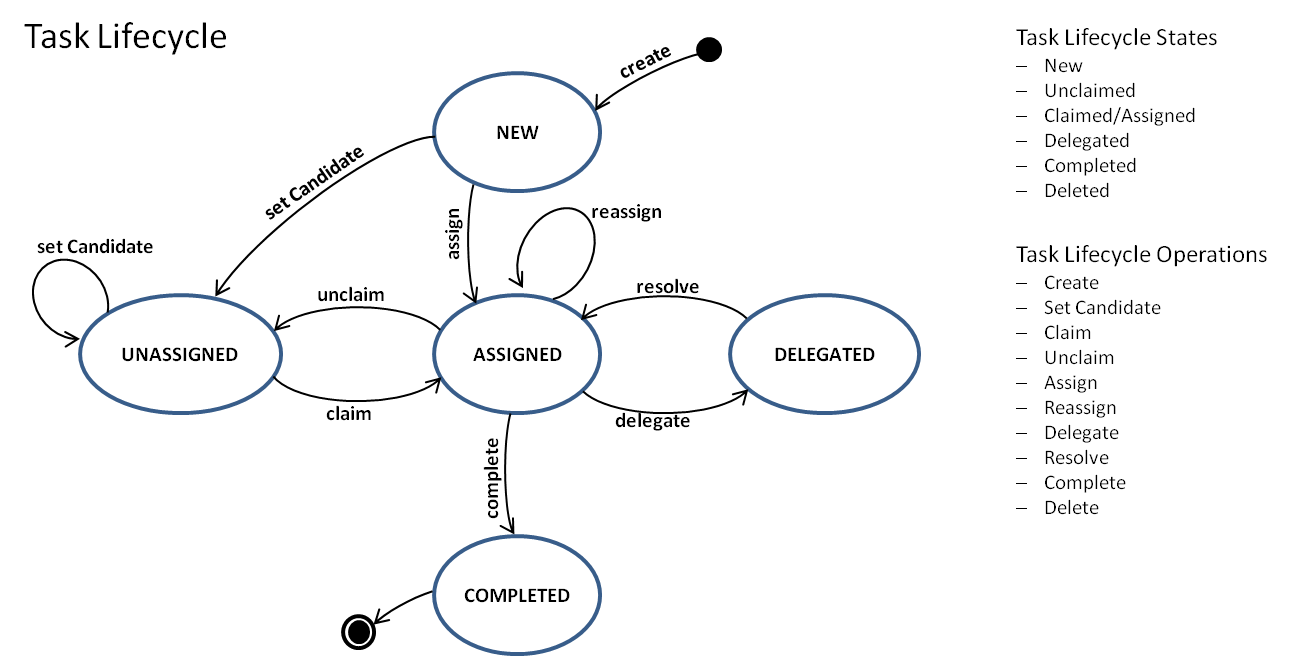 Task Lifecycle
create
NEW
set Candidate
assign
reassign
set Candidate
unclaim
resolve
UNASSIGNED
ASSIGNED
DELEGATED
claim
delegate
complete
COMPLETED
Task Lifecycle States
– New
– Unclaimed
– Claimed/Assigned
– Delegated
– Completed
– Deleted
Task Lifecycle Operations
– Create
– Set Candidate
– Claim
– Unclaim
– Assign
– Reassign
– Delegate
– Resolve
– Complete
– Delete